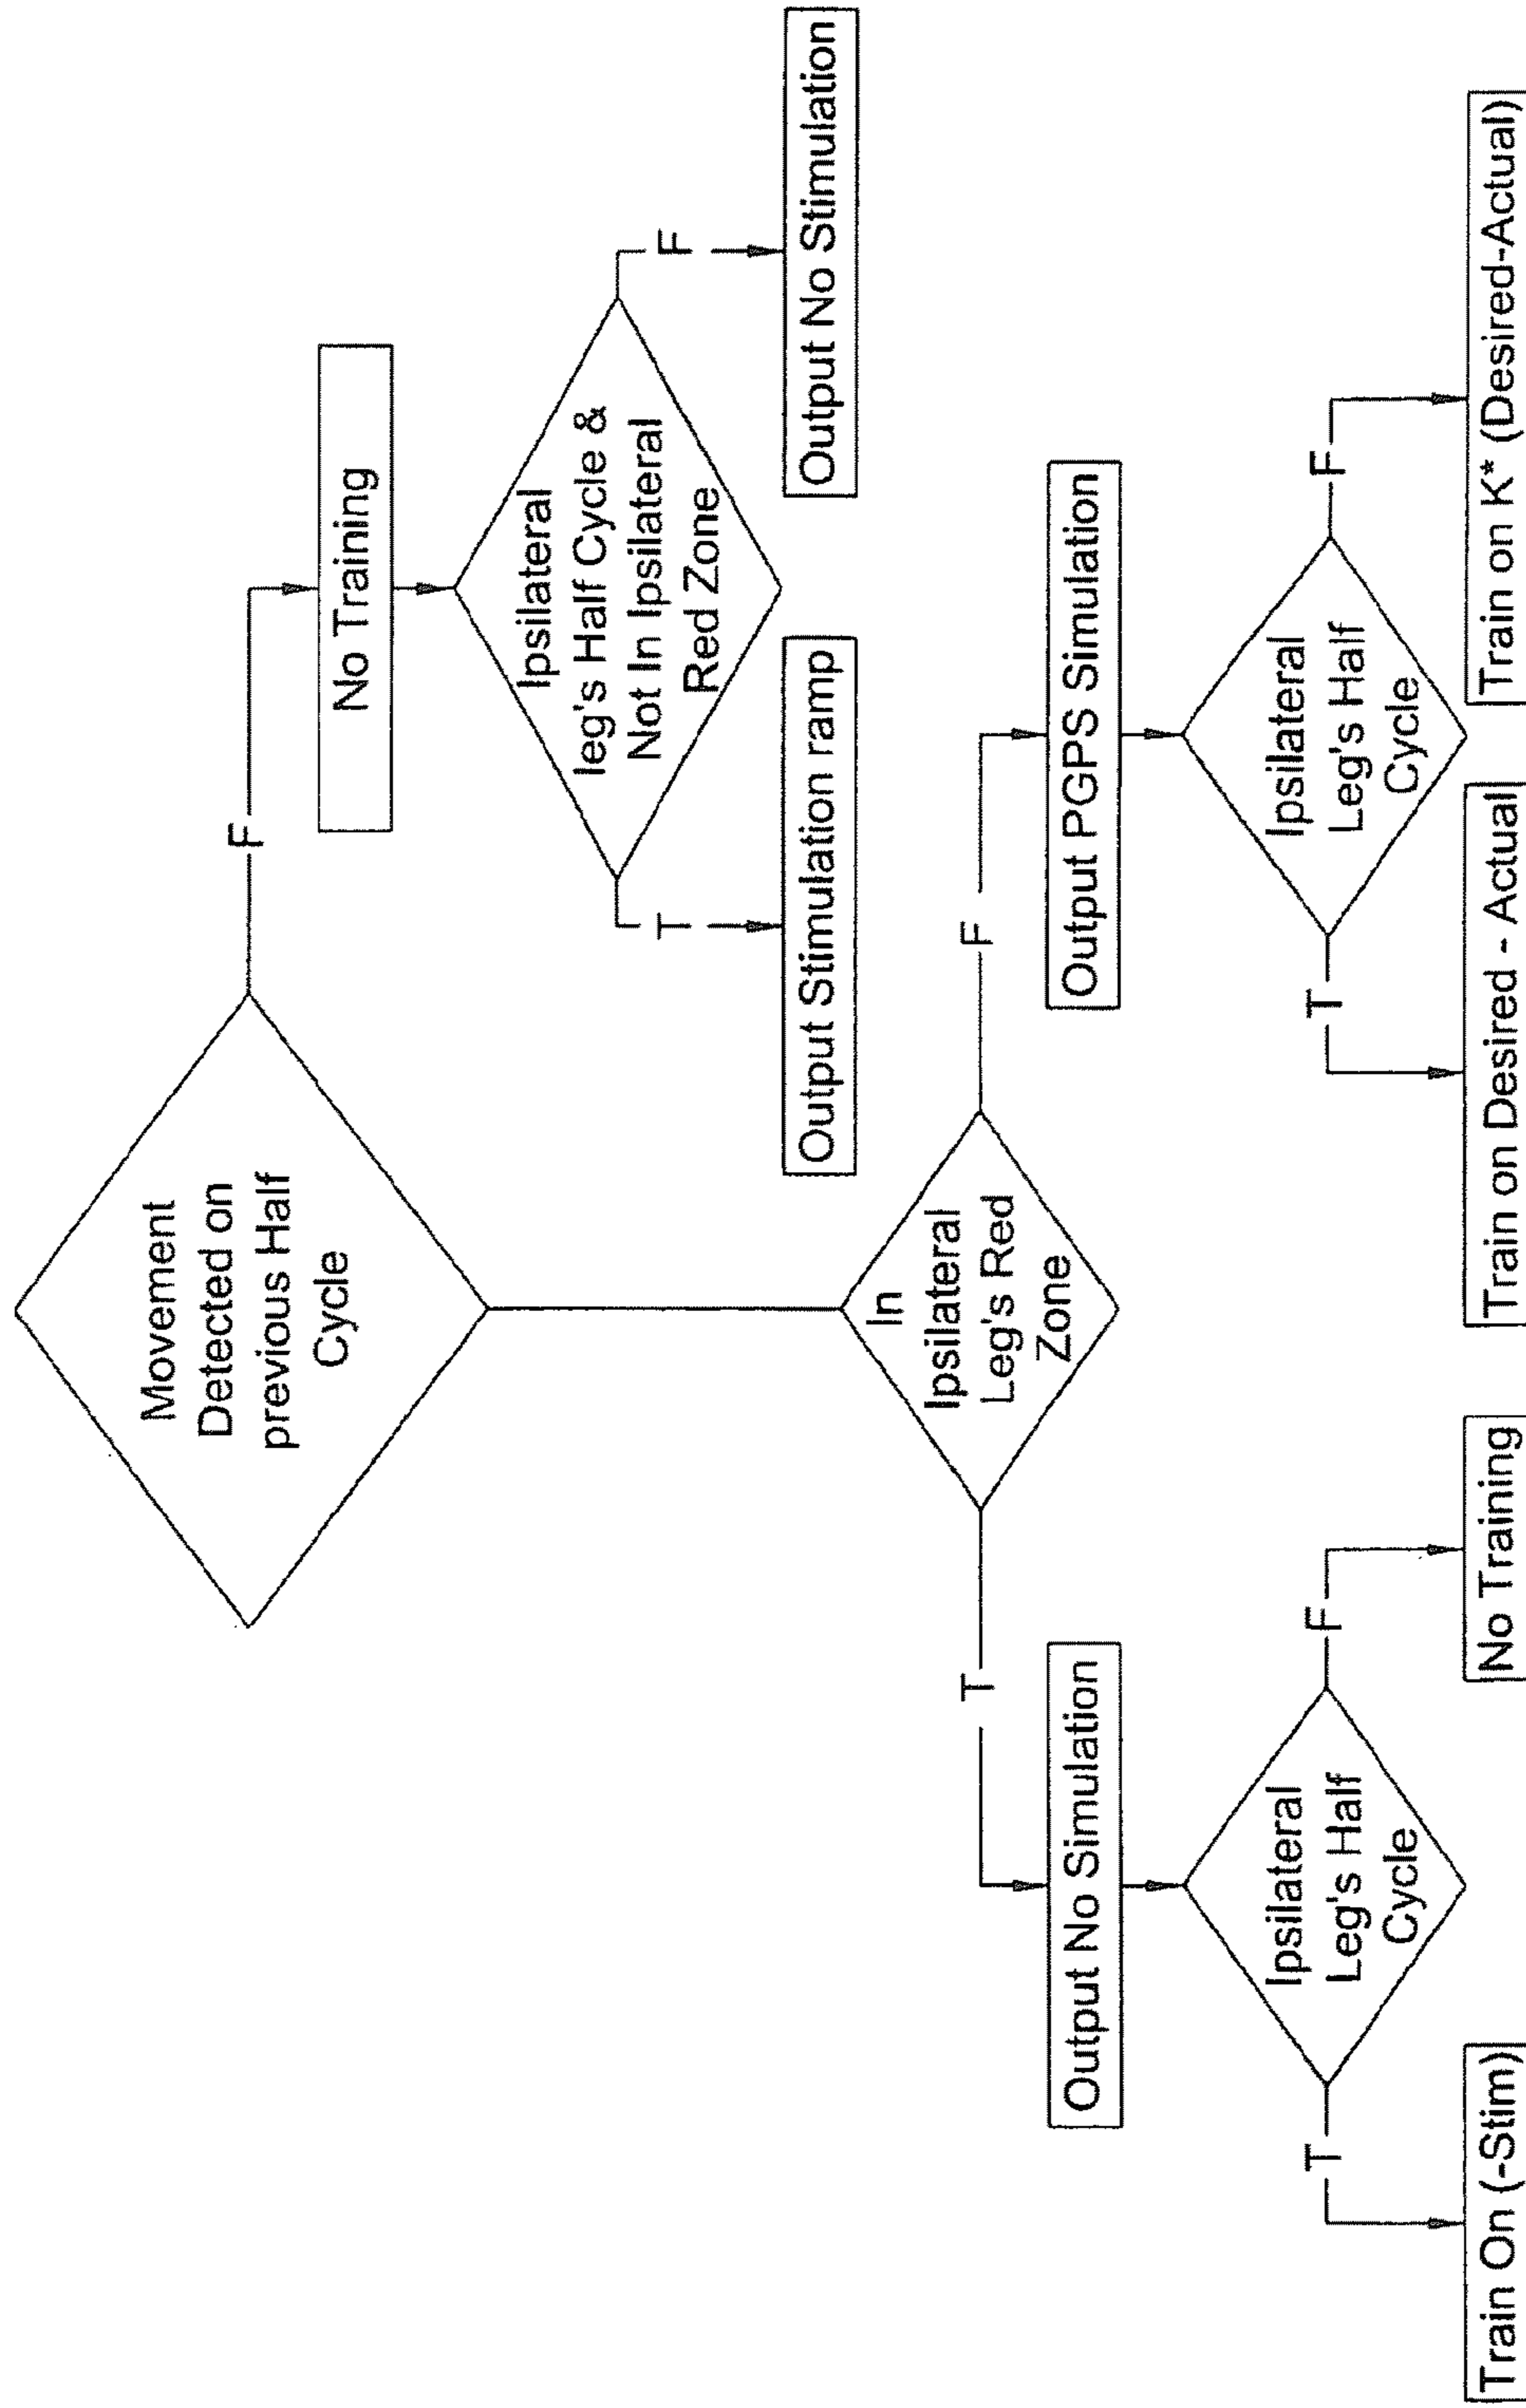 Movement
Detected on
previous Half
Cycle
F
No Training
Ipsilateral
leg's Half Cycle &
Not In Ipsilateral
Red Zone
T
F
Output Stimulation ramp
Output No Stimulation
In
Ipsilateral
Leg's Red
Zone
T
F
Output No Simulation
Output PGPS Simulation
Ipsilateral
Leg's Half
Cycle
T
F
Ipsilateral
Leg's Half
Cycle
T
F
Train On (-Stim)
No Training
Train on Desired - Actual
Train on K* (Desired-Actual)